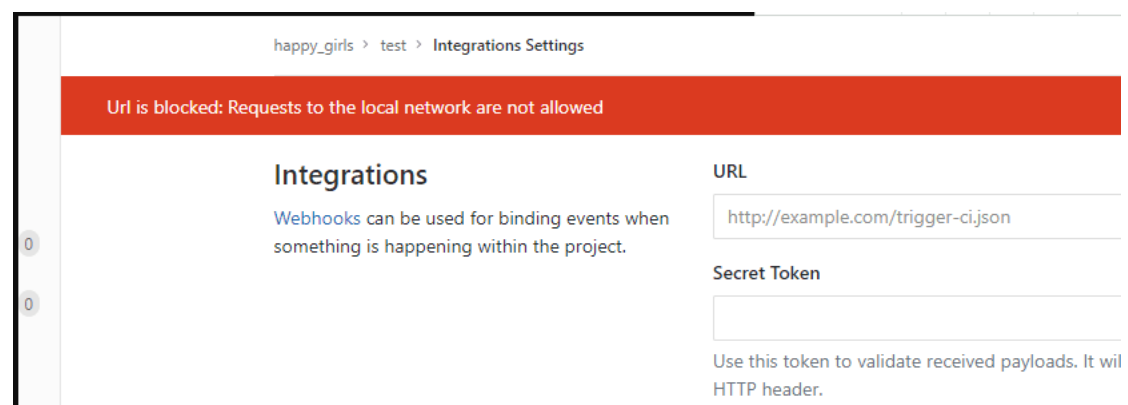 happy_girls > test > Integrations Settings
Url is blocked: Requests to the local network are not allowed
Integrations
Webhooks can be used for binding events when
something is happening within the project.
URL
http://example.com/trigger-ci.json
Secret Token
Use this token to validate received payloads. It wil
HTTP header.
0
0